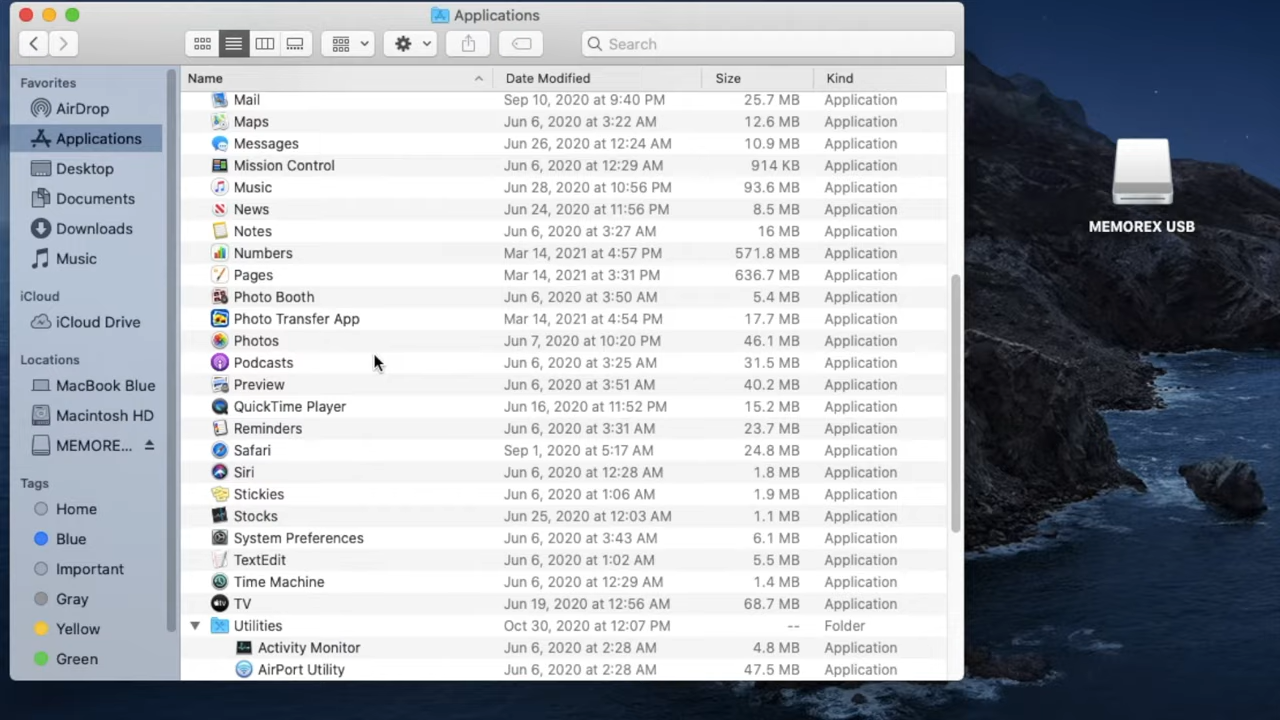 Applications
Search
Favorites
AirDrop
Applications
Desktop
Documents
Downloads
Music
iCloud
iCloud Drive
Locations
MacBook Blue
Macintosh HD
MEMORE...
Tags
Home
Blue
Important
Gray
Yellow
Green
Name Date Modified Size Kind
Mail Sep 10, 2020 at 9:40 PM 25.7 MB Application
Maps Jun 6, 2020 at 3:22 AM 12.6 MB Application
Messages Jun 26, 2020 at 12:24 AM 10.9 MB Application
Mission Control Jun 6, 2020 at 12:29 AM 914 KB Application
Music Jun 28, 2020 at 10:56 PM 93.6 MB Application
News Jun 24, 2020 at 11:56 PM 8.5 MB Application
Notes Jun 6, 2020 at 3:27 AM 16 MB Application
Numbers Mar 14, 2021 at 4:57 PM 571.8 MB Application
Pages Mar 14, 2021 at 3:31 PM 636.7 MB Application
Photo Booth Jun 6, 2020 at 3:50 AM 5.4 MB Application
Photo Transfer App Mar 14, 2021 at 4:54 PM 17.7 MB Application
Photos Jun 7, 2020 at 10:20 PM 46.1 MB Application
Podcasts Jun 6, 2020 at 3:25 AM 31.5 MB Application
Preview Jun 6, 2020 at 3:51 AM 40.2 MB Application
QuickTime Player Jun 16, 2020 at 11:52 PM 15.2 MB Application
Reminders Jun 6, 2020 at 3:31 AM 23.7 MB Application
Safari Sep 1, 2020 at 5:17 AM 24.8 MB Application
Siri Jun 6, 2020 at 12:28 AM 1.8 MB Application
Stickies Jun 6, 2020 at 1:06 AM 1.9 MB Application
Stocks Jun 25, 2020 at 12:03 AM 1.1 MB Application
System Preferences Jun 6, 2020 at 3:43 AM 6.1 MB Application
TextEdit Jun 6, 2020 at 1:02 AM 5.5 MB Application
Time Machine Jun 6, 2020 at 12:29 AM 1.4 MB Application
TV Jun 19, 2020 at 12:56 AM 68.7 MB Application
Utilities Oct 30, 2020 at 12:07 PM -- Folder
Activity Monitor Jun 6, 2020 at 2:28 AM 4.8 MB Application
AirPort Utility Jun 6, 2020 at 2:28 AM 47.5 MB Application
MEMOREX USB